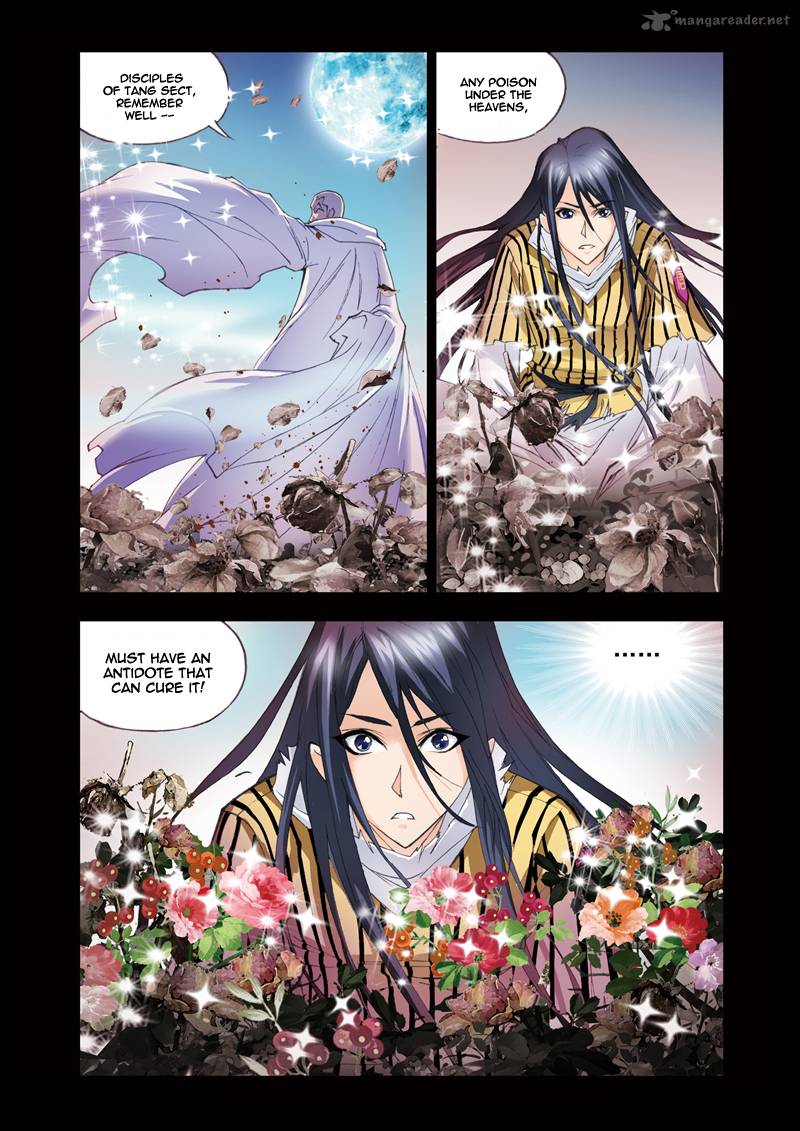 mangareader.net
DISCIPLES
OF TANG SECT,
REMEMBER
WELL --
ANY POISON
UNDER THE
HEAVENS,
MUST HAVE AN
ANTIDOTE THAT
CAN CURE IT!
......